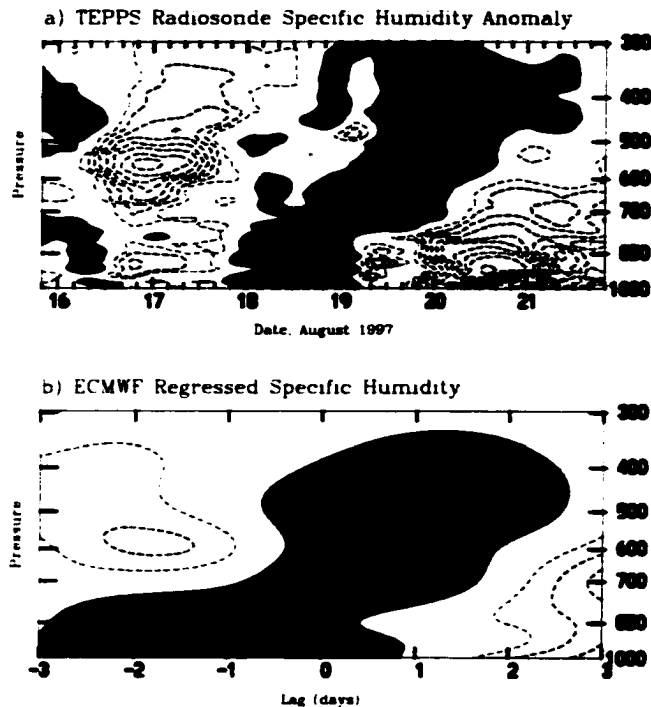 a) TEPPS Radiosonde Specific Humidity Anomaly
300
400
500
600
700
850
1000
Pressure
16 17 18 19 20 21
Date, August 1997
b) ECMWF Regressed Specific Humidity
300
400
500
600
700
850
1000
Pressure
-3 -2 -1 0 1 2 3
Lag (days)